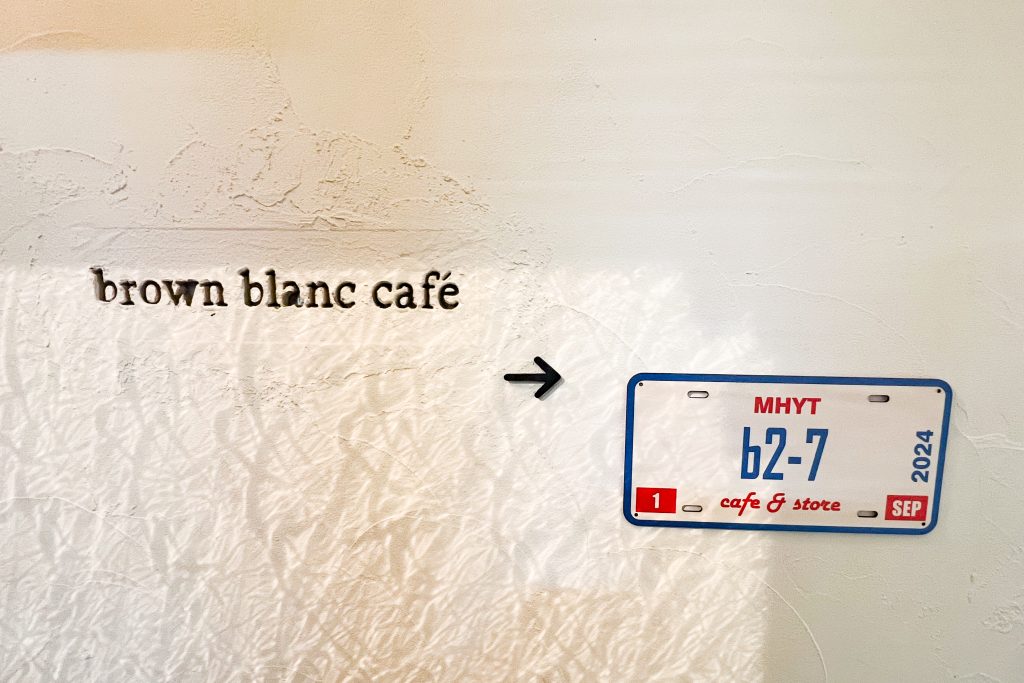 brown blanc café
→
MHYT
b2-7
2024
1
cafe & store
SEP